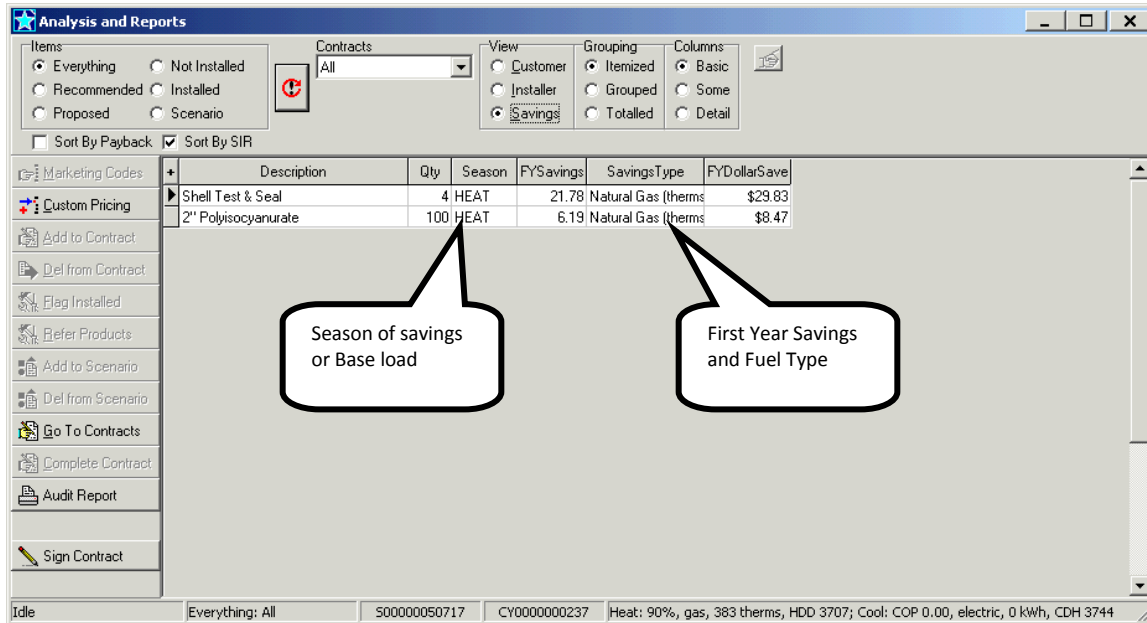 Analysis and Reports
Items Contracts View Grouping Columns
Everything Not Installed All Customer Itemized Basic
Recommended Installed Installer Grouped Some
Proposed Scenario Savings Totalled Detail
Sort By Payback Sort By SIR
Marketing Codes
Custom Pricing
Add to Contract
Del from Contract
Flag Installed
Refer Products
Add to Scenario
Del from Scenario
Go To Contracts
Complete Contract
Audit Report
Sign Contract
+ Description Qty Season FYSavings SavingsType FYDollarSave
Shell Test & Seal 4 HEAT 21.78 Natural Gas (therms $29.83
2" Polyisocyanurate 100 HEAT 6.19 Natural Gas (therms $8.47
Season of savings
or Base load
First Year Savings
and Fuel Type
Idle Everything: All S00000050717 CY0000000237 Heat: 90%, gas, 383 therms, HDD 3707; Cool: COP 0.00, electric, 0 kWh, CDH 3744